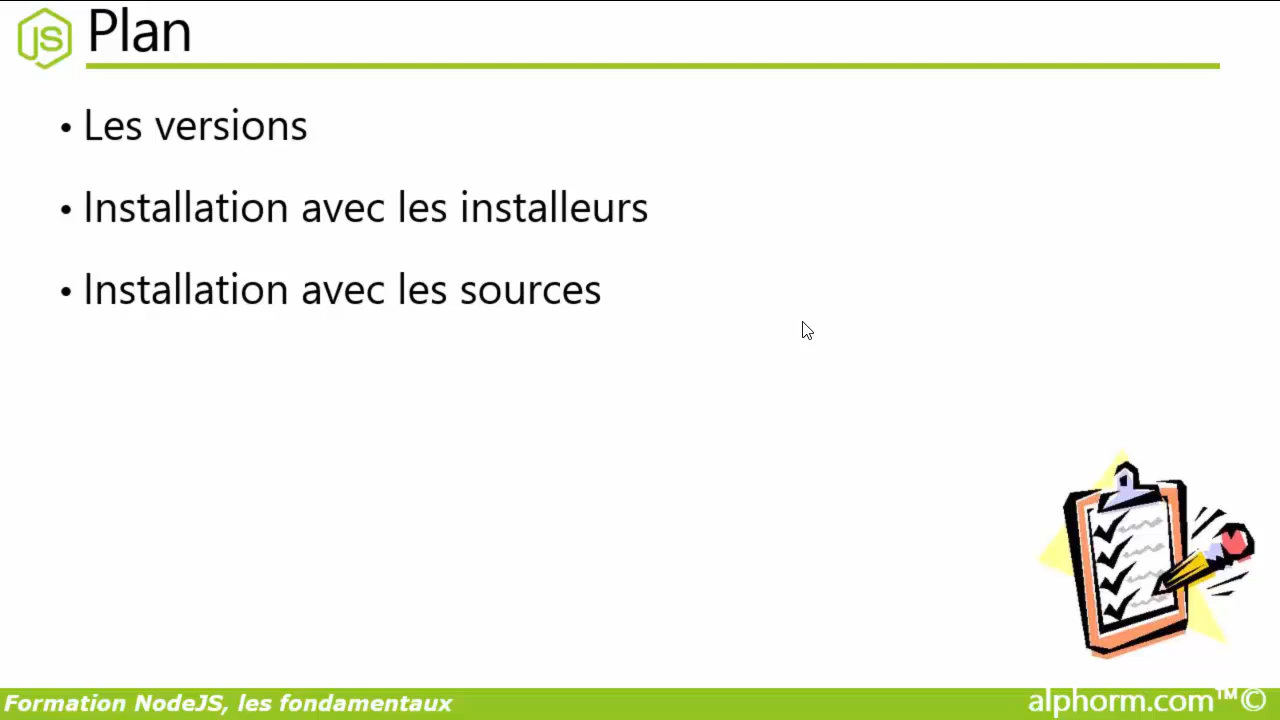 JS
Plan
• Les versions
• Installation avec les installeurs
• Installation avec les sources
Formation NodeJS, les fondamentaux
alphorm.com™©